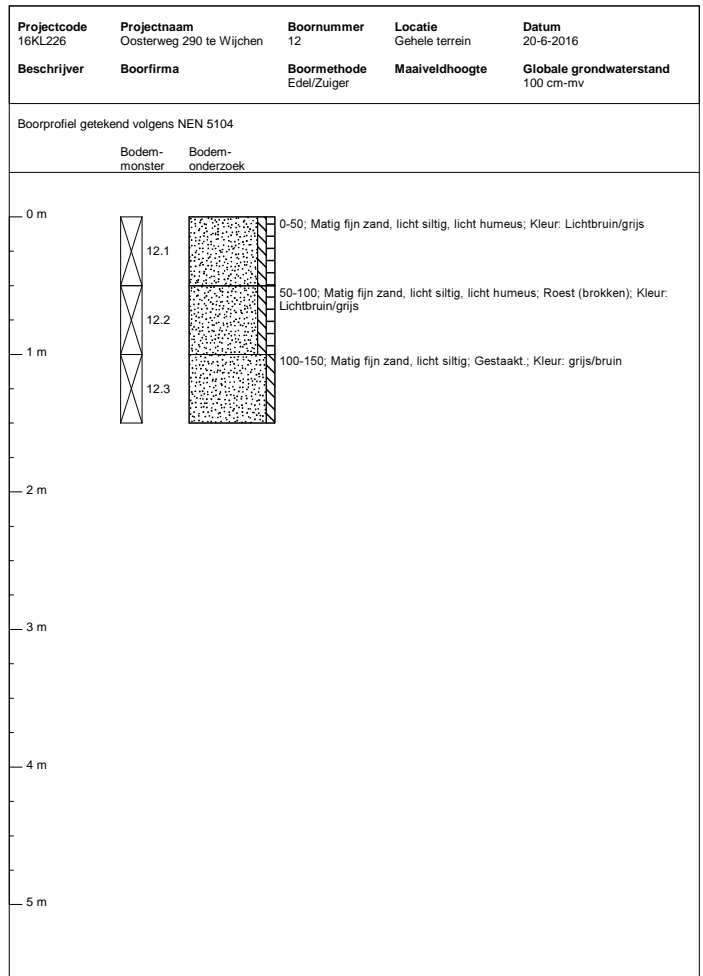 Projectcode Projectnaam Boornummer Locatie Datum
16KL226 Oosterweg 290 te Wijchen 12 Gehele terrein 20-6-2016
Beschrijver Boorfirma Boormethode Maaiveldhoogte Globale grondwaterstand
Edel/Zuiger 100 cm-mv
Boorprofiel getekend volgens NEN 5104
Bodem- Bodem-
monster onderzoek
0 m
0-50; Matig fijn zand, licht siltig, licht humeus; Kleur: Lichtbruin/grijs
12.1
50-100; Matig fijn zand, licht siltig, licht humeus; Roest (brokken); Kleur:
Lichtbruin/grijs
12.2
1 m
100-150; Matig fijn zand, licht siltig; Gestaakt.; Kleur: grijs/bruin
12.3
2 m
3 m
4 m
5 m